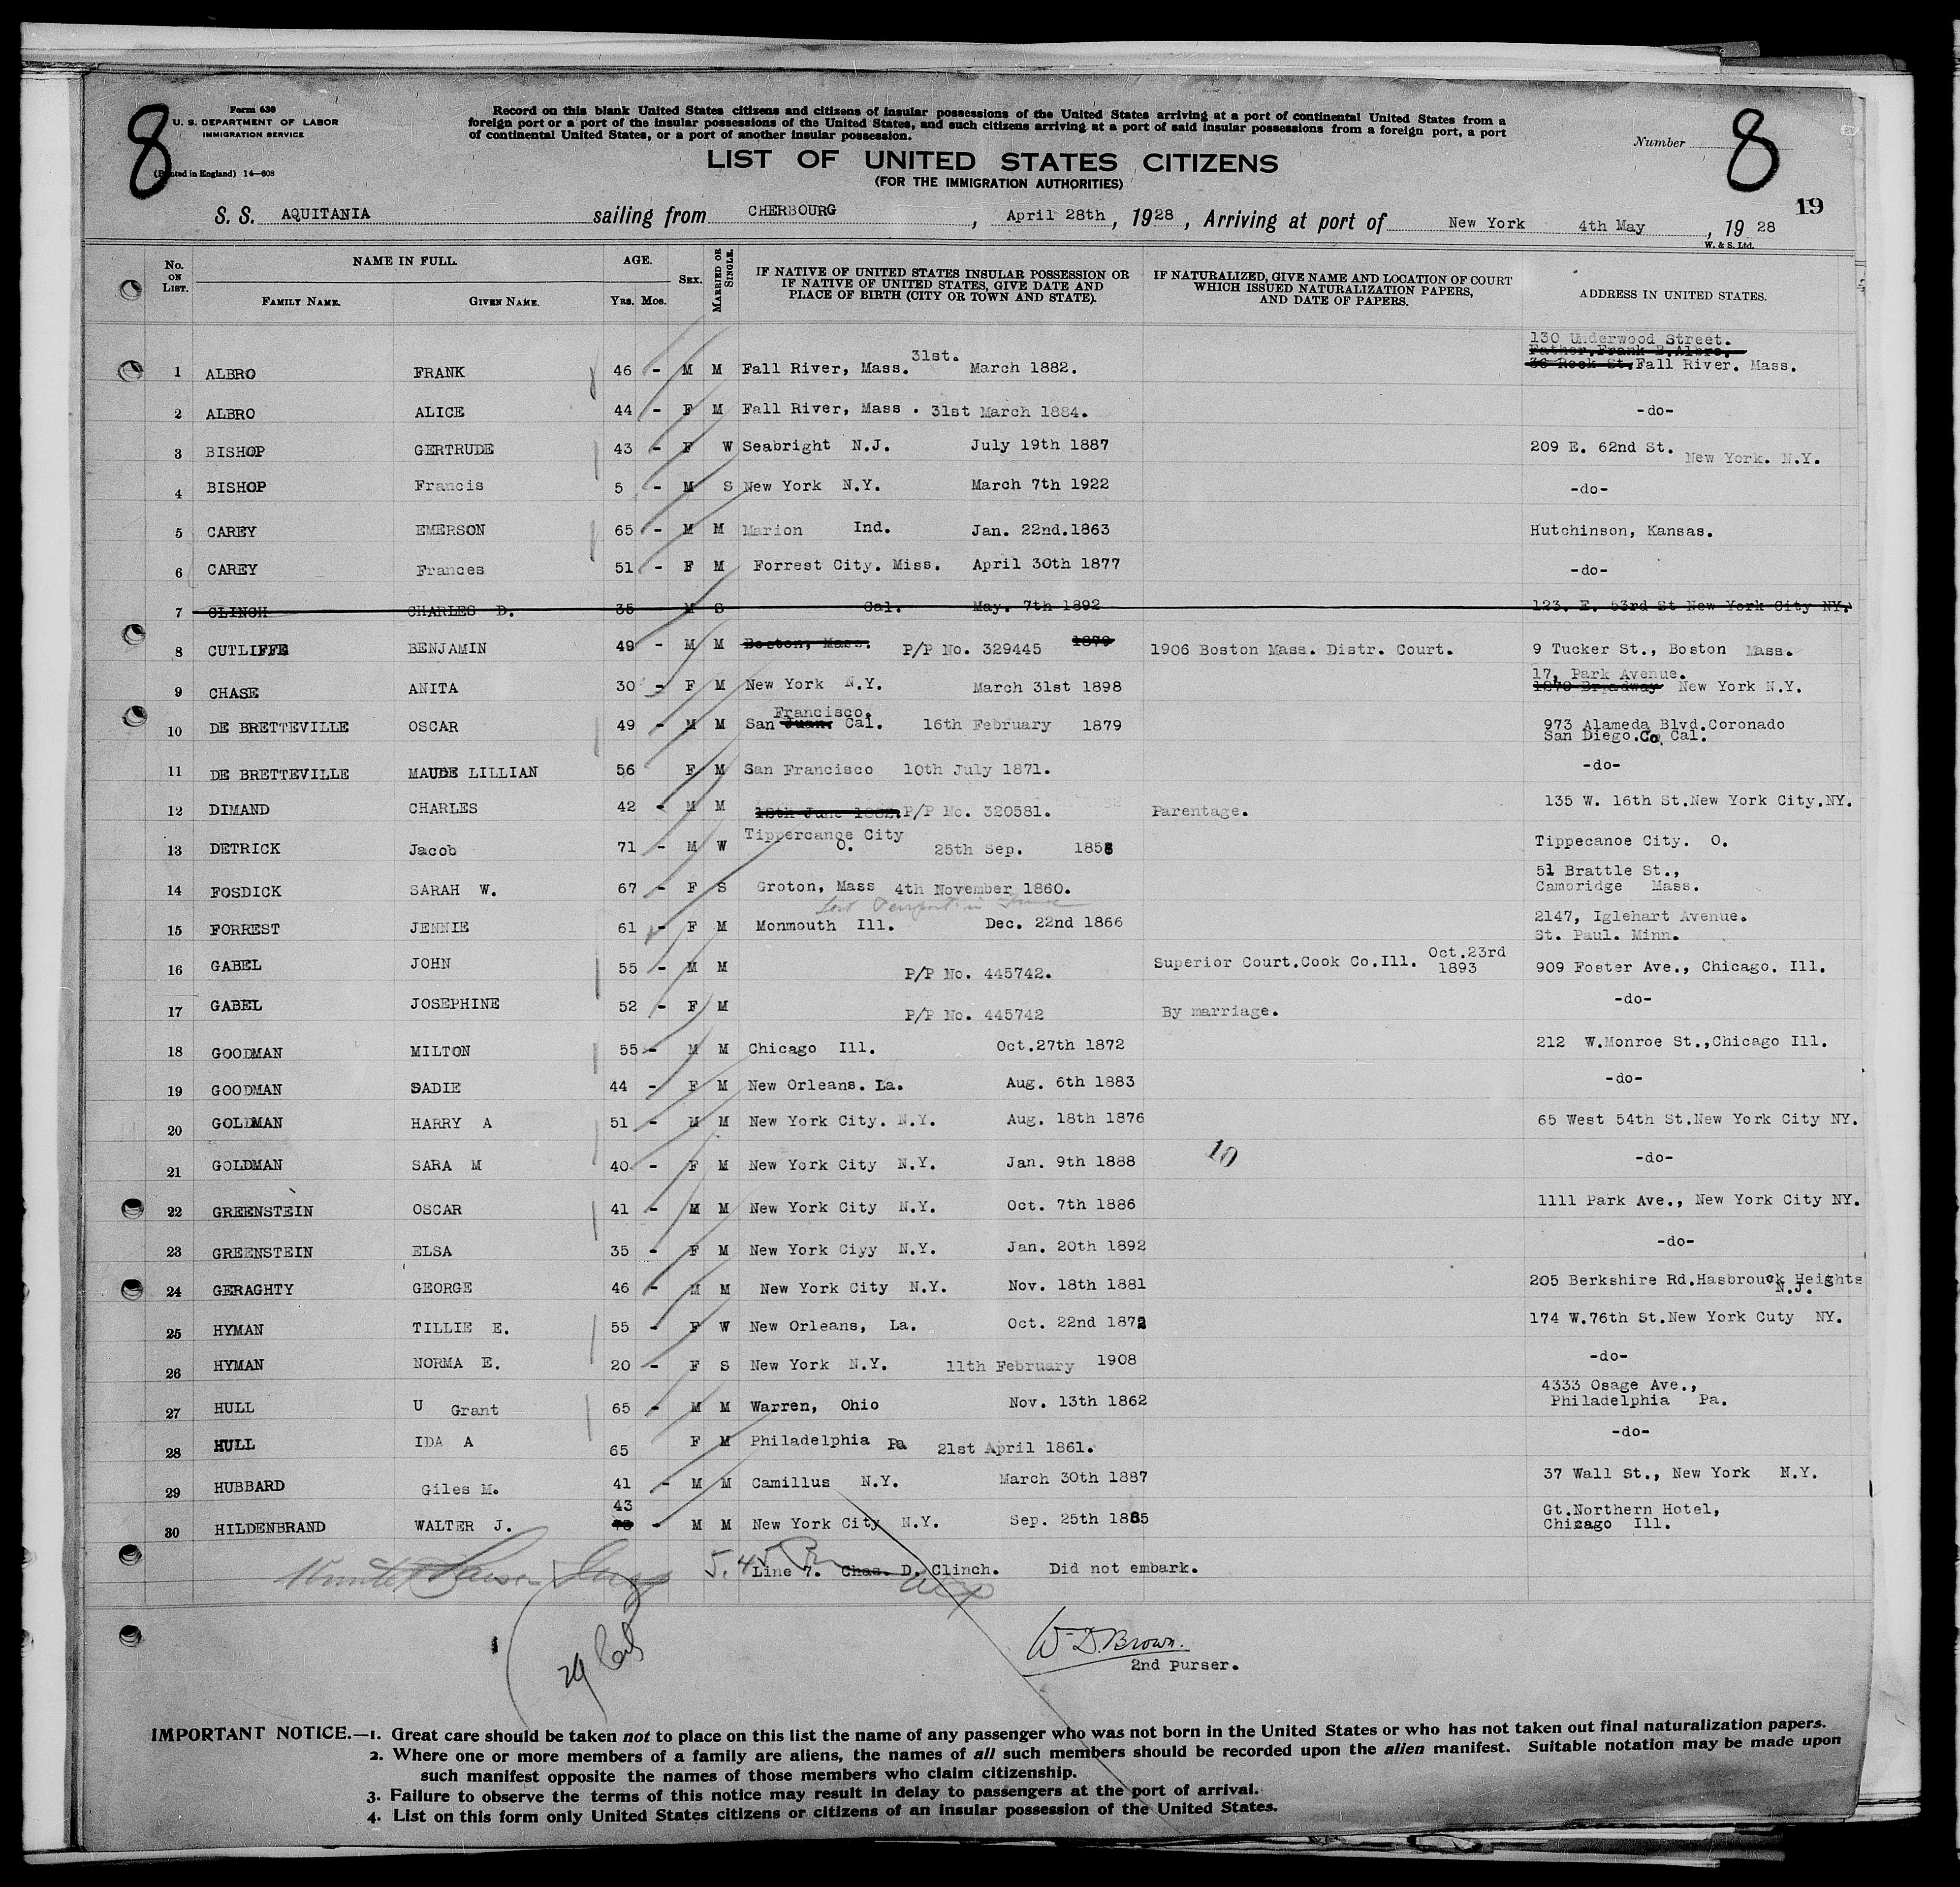 8
Form 630
U. S. DEPARTMENT OF LABOR
IMMIGRATION SERVICE
(Printed in England) 14—608
Record on this blank United States citizens and citizens of insular possessions of the United States arriving at a port of continental United States from a
foreign port or a port of the insular possessions of the United States, and such citizens arriving at a port of said insular possessions from a foreign port, a port
of continental United States, or a port of another insular possession.
Number 8
LIST OF UNITED STATES CITIZENS
(FOR THE IMMIGRATION AUTHORITIES)
19
S. S. AQUITANIA sailing from CHERBOURG, April 28th, 1928, Arriving at port of New York 4th May, 19 28
W. & S. Ltd.
No. ON LIST. NAME IN FULL. FAMILY NAME. GIVEN NAME. AGE. Yrs. Mos. SEX. MARRIED OR SINGLE. IF NATIVE OF UNITED STATES INSULAR POSSESSION OR IF NATIVE OF UNITED STATES, GIVE DATE AND PLACE OF BIRTH (CITY OR TOWN AND STATE). IF NATURALIZED, GIVE NAME AND LOCATION OF COURT WHICH ISSUED NATURALIZATION PAPERS, AND DATE OF PAPERS. ADDRESS IN UNITED STATES.
1 ALBRO FRANK 46 - M M Fall River, Mass. 31st. March 1882. 130 Underwood Street. Father.Frank B.Albro. 36 Rock St. Fall River. Mass.
2 ALBRO ALICE 44 - F M Fall River, Mass . 31st March 1884. -do-
3 BISHOP GERTRUDE 43 - F W Seabright N.J. July 19th 1887 209 E. 62nd St. New York. N.Y.
4 BISHOP Francis 5 - M S New York N.Y. March 7th 1922 -do-
5 CAREY EMERSON 65 - M M Marion Ind. Jan. 22nd.1863 Hutchinson, Kansas.
6 CAREY Frances 51 - F M Forrest City. Miss. April 30th 1877 -do-
7 CLINCH CHARLES D. 35 M S Cal. May. 7th 1892 123. E. 53rd St New York City NY.
8 CUTLIFFE BENJAMIN 49 - M M Boston, Mass. P/P No. 329445 1879 1906 Boston Mass. Distr. Court. 9 Tucker St., Boston Mass.
9 CHASE ANITA 30 - F M New York N.Y. March 31st 1898 17, Park Avenue. 1870 Broadway New York N.Y.
10 DE BRETTEVILLE OSCAR 49 - M M San Juan. Francisco. Cal. 16th February 1879 973 Alameda Blvd.Coronado San Diego.Co. Cal.
11 DE BRETTEVILLE MAUDE LILLIAN 56 F M San Francisco 10th July 1871. -do-
12 DIMAND CHARLES 42 - M M 18th June 1882. P/P No. 320581. Parentage. 135 W. 16th St.New York City.NY.
13 DETRICK Jacob 71 - M W Tippercanoe City O. 25th Sep. 1856 Tippecanoe City. O.
14 FOSDICK SARAH W. 67 - F S Groton, Mass 4th November 1860. 51 Brattle St., Cambridge Mass.
15 FORREST JENNIE 61 - F M Monmouth Ill. Dec. 22nd 1866 2147, Iglehart Avenue. St. Paul. Minn.
16 GABEL JOHN 55 - M M P/P No. 445742. Superior Court.Cook Co.Ill. Oct.23rd 1893 909 Foster Ave., Chicago. Ill.
17 GABEL JOSEPHINE 52 - F M P/P No. 445742 By marriage. -do-
18 GOODMAN MILTON 55 - M M Chicago Ill. Oct.27th 1872 212 W.Monroe St.,Chicago Ill.
19 GOODMAN SADIE 44 - F M New Orleans. La. Aug. 6th 1883 -do-
20 GOLDMAN HARRY A 51 - M M New York City. N.Y. Aug. 18th 1876 65 West 54th St.New York City NY.
21 GOLDMAN SARA M 40 - F M New York City N.Y. Jan. 9th 1888 10 -do-
22 GREENSTEIN OSCAR 41 - M M New York City N.Y. Oct. 7th 1886 1111 Park Ave., New York City NY.
23 GREENSTEIN ELSA 35 - F M New York Ciyy N.Y. Jan. 20th 1892 -do-
24 GERAGHTY GEORGE 46 - M M New York City N.Y. Nov. 18th 1881 205 Berkshire Rd.Hasbrouck Heights N.J.
25 HYMAN TILLIE E. 55 - F W New Orleans, La. Oct. 22nd 1872 174 W.76th St.New York Cuty NY.
26 HYMAN NORMA E. 20 - F S New York N.Y. 11th February 1908 -do-
27 HULL U Grant 65 - M M Warren, Ohio Nov. 13th 1862 4333 Osage Ave., Philadelphia Pa.
28 HULL IDA A 65 F M Philadelphia Pa 21st April 1861. -do-
29 HUBBARD Giles M. 41 - M M Camillus N.Y. March 30th 1887 37 Wall St., New York N.Y.
30 HILDENBRAND WALTER J. 43 - M M New York City N.Y. Sep. 25th 1885 Gt.Northern Hotel, Chicago Ill.
Line 7. Chas. D. Clinch. Did not embark.
W. D. Brown.
2nd Purser.
IMPORTANT NOTICE.—1. Great care should be taken not to place on this list the name of any passenger who was not born in the United States or who has not taken out final naturalization papers.
2. Where one or more members of a family are aliens, the names of all such members should be recorded upon the alien manifest. Suitable notation may be made upon
such manifest opposite the names of those members who claim citizenship.
3. Failure to observe the terms of this notice may result in delay to passengers at the port of arrival.
4. List on this form only United States citizens or citizens of an insular possession of the United States.